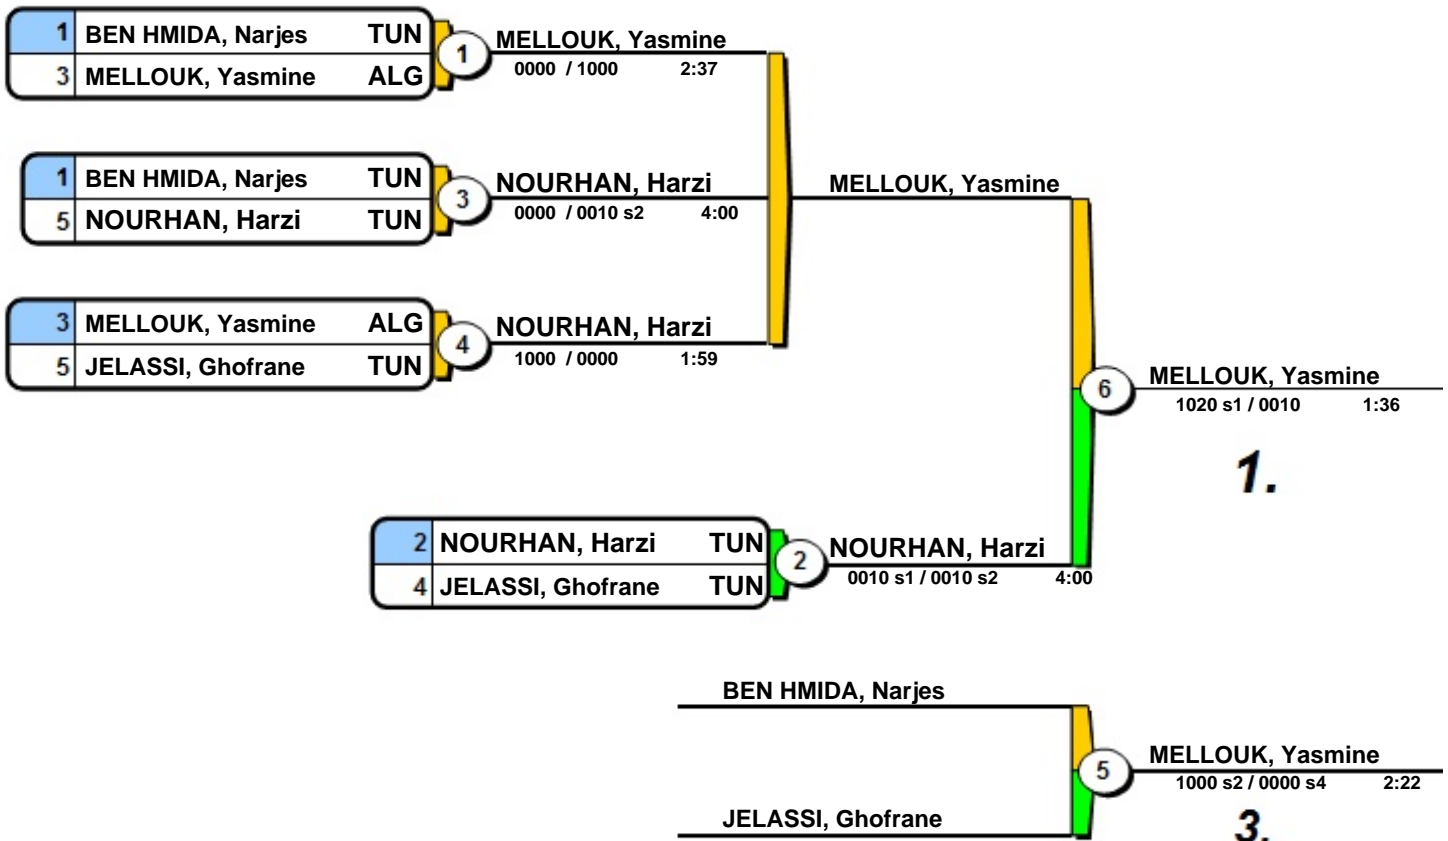 1 BEN HMIDA, Narjes TUN
3 MELLOUK, Yasmine ALG
1
MELLOUK, Yasmine
0000 / 1000 2:37
1 BEN HMIDA, Narjes TUN
5 NOURHAN, Harzi TUN
3
NOURHAN, Harzi
0000 / 0010 s2 4:00
MELLOUK, Yasmine
3 MELLOUK, Yasmine ALG
5 JELASSI, Ghofrane TUN
4
NOURHAN, Harzi
1000 / 0000 1:59
6
MELLOUK, Yasmine
1020 s1 / 0010 1:36
1.
2 NOURHAN, Harzi TUN
4 JELASSI, Ghofrane TUN
2
NOURHAN, Harzi
0010 s1 / 0010 s2 4:00
BEN HMIDA, Narjes
5
MELLOUK, Yasmine
1000 s2 / 0000 s4 2:22
JELASSI, Ghofrane
3.